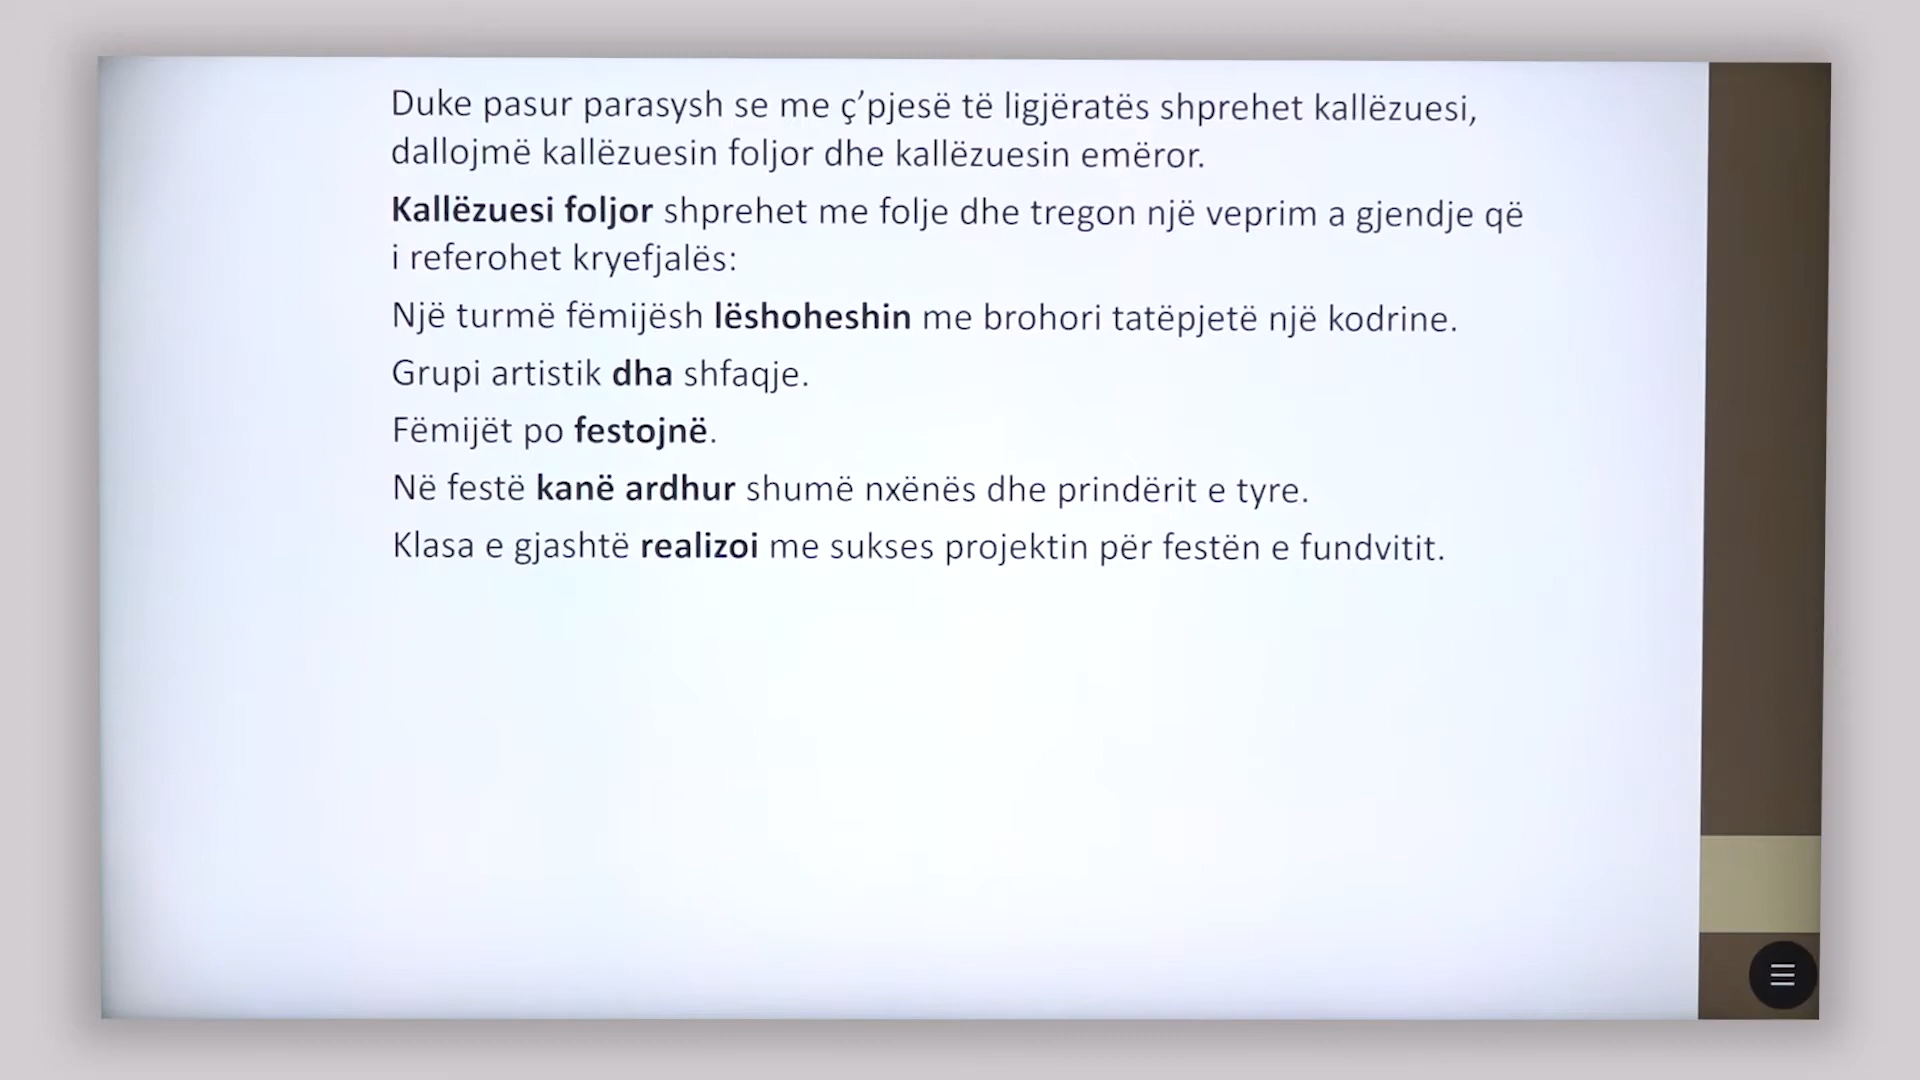 Duke pasur parasysh se me ç’pjesë të ligjëratës shprehet kallëzuesi,
dallojmë kallëzuesin foljor dhe kallëzuesin emëror.
Kallëzuesi foljor shprehet me folje dhe tregon një veprim a gjendje që
i referohet kryefjalës:
Një turmë fëmijësh lëshoheshin me brohori tatëpjetë një kodrine.
Grupi artistik dha shfaqje.
Fëmijët po festojnë.
Në festë kanë ardhur shumë nxënës dhe prindërit e tyre.
Klasa e gjashtë realizoi me sukses projektin për festën e fundvitit.